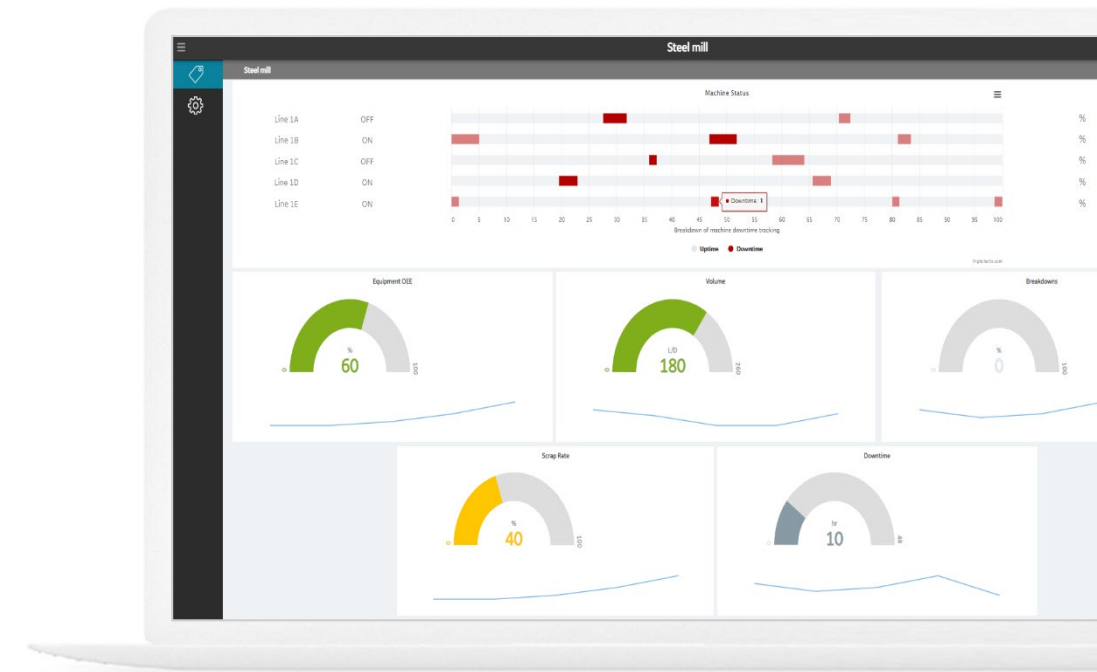 Steel mill
Steel mill
Machine Status
Line 1A OFF %
Line 1B ON %
Line 1C OFF %
Line 1D ON %
Line 1E ON %
Downtime: 1
0 5 10 15 20 25 30 35 40 45 50 55 60 65 70 75 80 85 90 95 100
Breakdown of machine downtime tracking
Uptime Downtime
Highcharts.com
Equipment OEE Volume Breakdowns
% L/D %
0 60 100 0 180 260 0 0 100
Scrap Rate Downtime
% hr
0 40 100 0 10 48